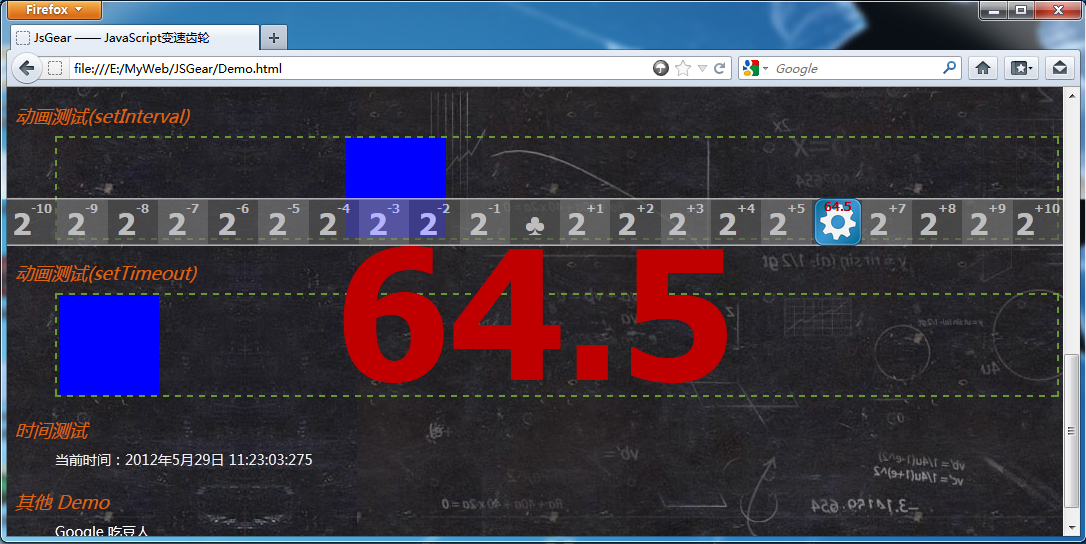 Firefox
JsGear —— JavaScript变速齿轮
file:///E:/MyWeb/JSGear/Demo.html
Google
动画测试(setInterval)
2-10 2-9 2-8 2-7 2-6 2-5 2-4 2-3 2-2 2-1 ♣ 2+1 2+2 2+3 2+4 2+5 64.5 2+7 2+8 2+9 2+10
动画测试(setTimeout)
64.5
时间测试
当前时间：2012年5月29日 11:23:03:275
其他 Demo
Google 吃豆人